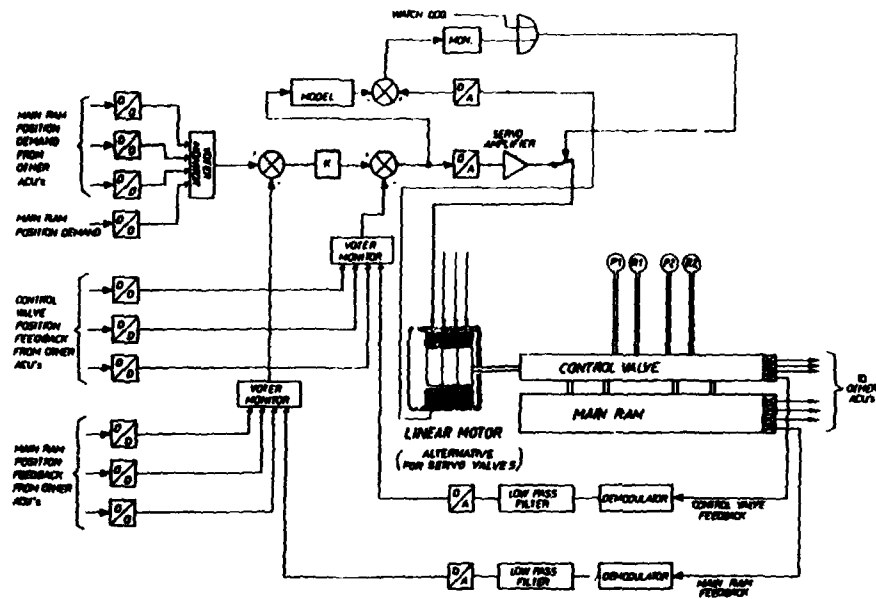 WATCH DOG
MON.
MODEL
D/A
MAIN RAM
POSITION
DEMAND
FROM
OTHER
ACU's
D/D
D/D
D/D
VOTER
MONITOR
K
D/A
SERVO
AMPLIFIER
MAIN RAM
POSITION DEMAND
D/D
VOTER
MONITOR
P1
R1
P2
R2
CONTROL
VALVE
POSITION
FEEDBACK
FROM OTHER
ACU's
D/D
D/D
D/D
CONTROL VALVE
MAIN RAM
TO
OTHER
ACU's
VOTER
MONITOR
LINEAR MOTOR
(ALTERNATIVE
FOR SERVO VALVES)
MAIN RAM
POSITION
FEEDBACK
FROM OTHER
ACU's
D/D
D/D
D/D
D/A
LOW PASS
FILTER
DEMODULATOR
CONTROL VALVE
FEEDBACK
D/A
LOW PASS
FILTER
DEMODULATOR
MAIN RAM
FEEDBACK